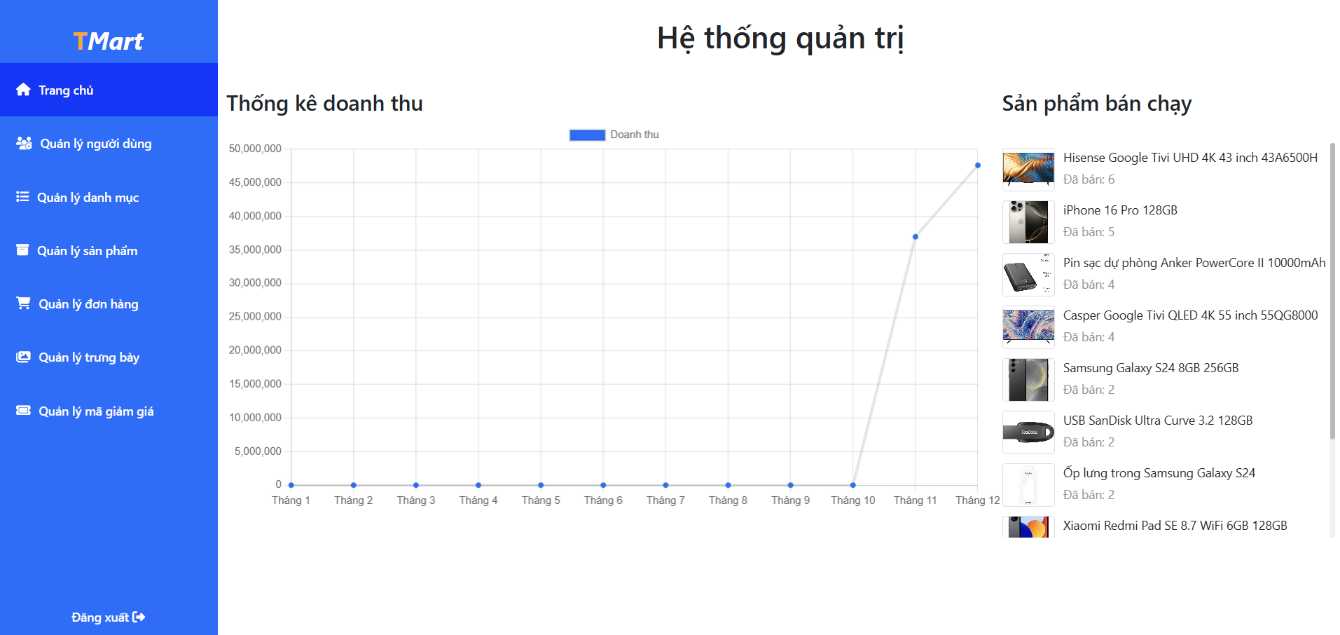 TMart
Trang chủ
Quản lý người dùng
Quản lý danh mục
Quản lý sản phẩm
Quản lý đơn hàng
Quản lý trưng bày
Quản lý mã giảm giá
Đăng xuất
Hệ thống quản trị
Thống kê doanh thu
Doanh thu
50,000,000
45,000,000
40,000,000
35,000,000
30,000,000
25,000,000
20,000,000
15,000,000
10,000,000
5,000,000
0
Tháng 1 Tháng 2 Tháng 3 Tháng 4 Tháng 5 Tháng 6 Tháng 7 Tháng 8 Tháng 9 Tháng 10 Tháng 11 Tháng 12
Sản phẩm bán chạy
Hisense Google Tivi UHD 4K 43 inch 43A6500H
Đã bán: 6
iPhone 16 Pro 128GB
Đã bán: 5
Pin sạc dự phòng Anker PowerCore II 10000mAh
Đã bán: 4
Casper Google Tivi QLED 4K 55 inch 55QG8000
Đã bán: 4
Samsung Galaxy S24 8GB 256GB
Đã bán: 2
USB SanDisk Ultra Curve 3.2 128GB
Đã bán: 2
Ốp lưng trong Samsung Galaxy S24
Đã bán: 2
Xiaomi Redmi Pad SE 8.7 WiFi 6GB 128GB